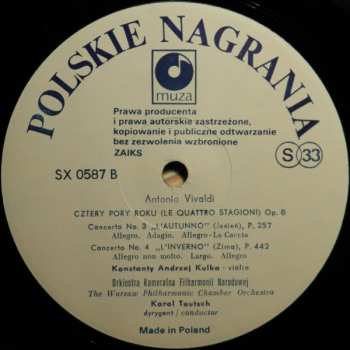 POLSKIE NAGRANIA
muza
Prawa producenta
i prawa autorskie zastrzeżone,
kopiowanie i publiczne odtwarzanie
bez zezwolenia wzbronione
ZAIKS
S 33
SX 0587 B
Antonio Vivaldi
CZTERY PORY ROKU (LE QUATTRO STAGIONI) Op. 8
Concerto No. 3 „L'AUTUNNO” (Jesień), P. 257
Allegro. Adagio. Allegro-La Caccia
Concerto No. 4 „L'INVERNO” (Zima), P. 442
Allegro non molto. Largo. Allegro
Konstanty Andrzej Kulka - violin
Orkiestra Kameralna Filharmonii Narodowej
The Warsaw Philharmonic Chamber Orchestra
Karol Teutsch
dyrygent / conductor
Made in Poland